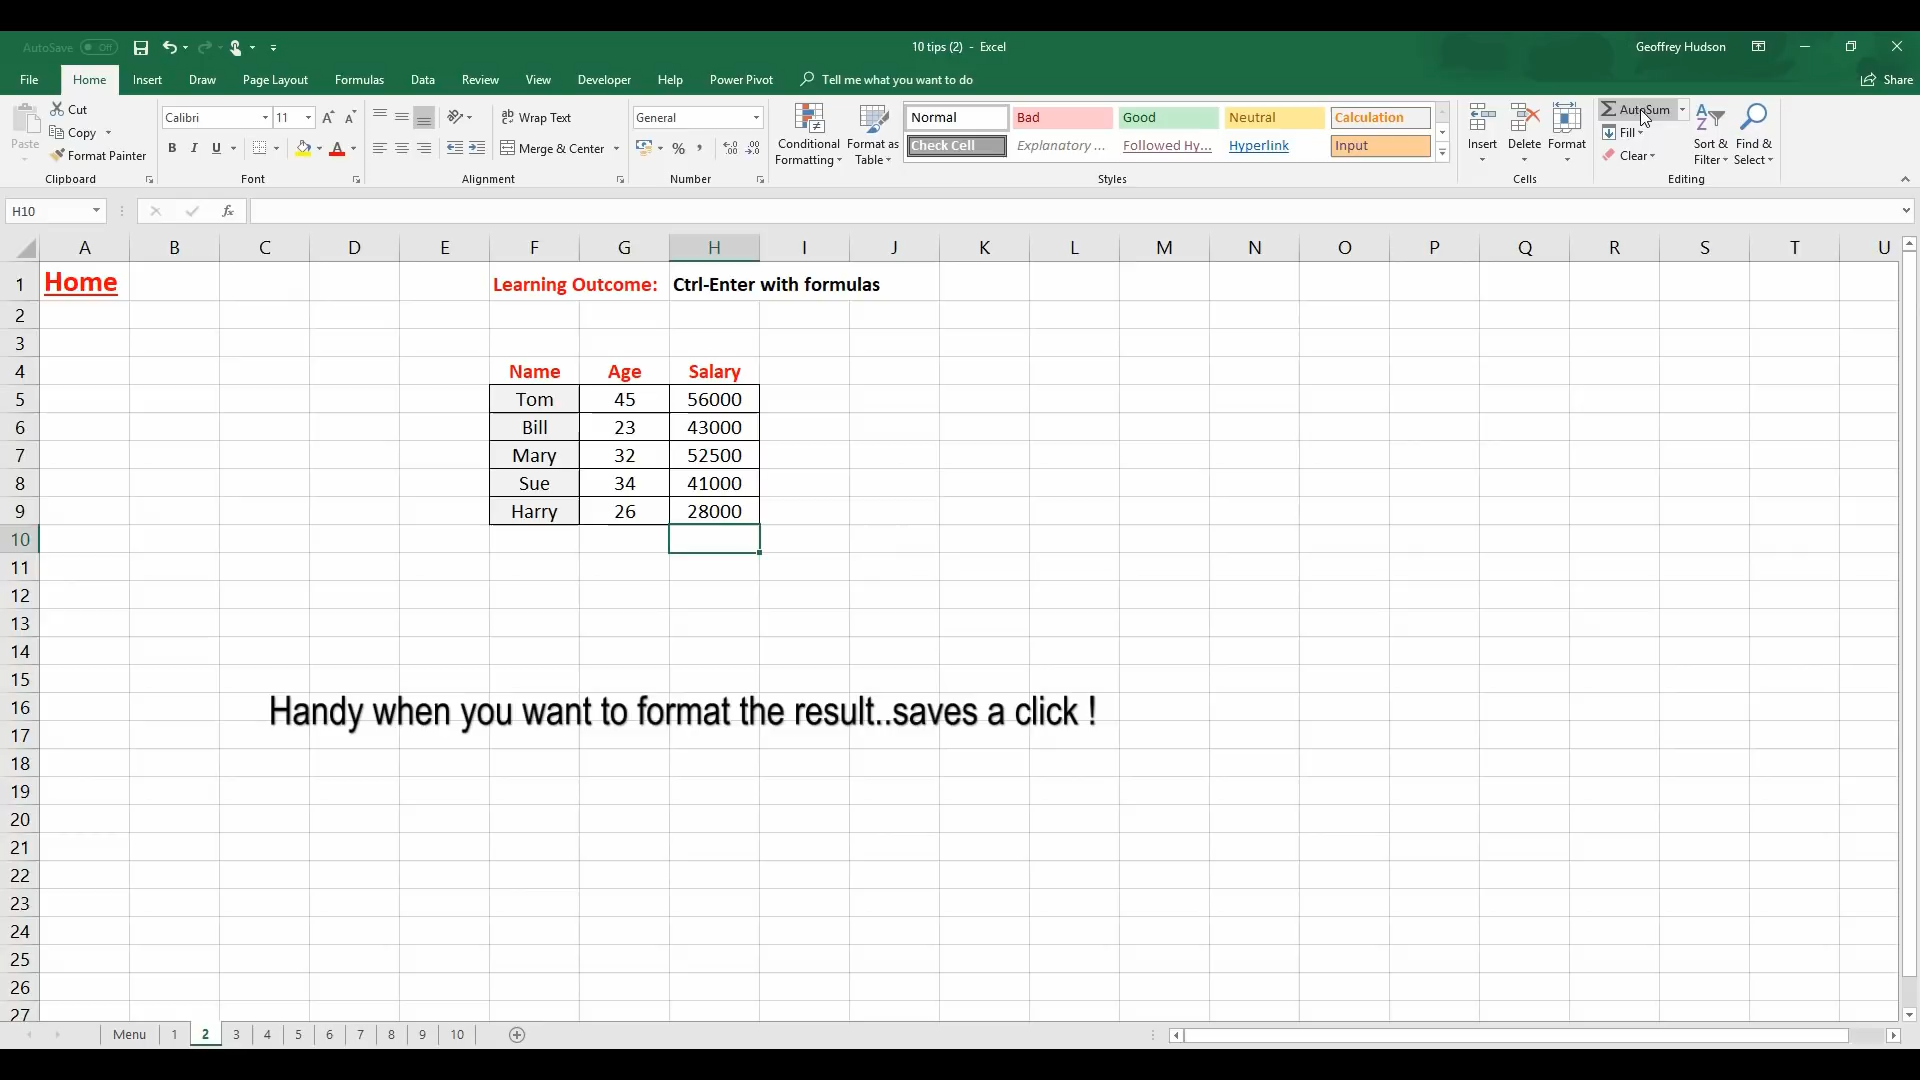 AutoSave Off
10 tips (2) - Excel
Geoffrey Hudson
File Home Insert Draw Page Layout Formulas Data Review View Developer Help Power Pivot Tell me what you want to do Share
Paste
Cut
Copy
Format Painter
Clipboard
Calibri 11
B I U
Font
Wrap Text
Merge & Center
Alignment
General
%
Number
Conditional Formatting
Format as Table
Normal Bad Good Neutral Calculation
Check Cell Explanatory ... Followed Hy... Hyperlink Input
Styles
Insert Delete Format
Cells
AutoSum
Fill
Clear
Sort & Filter
Find & Select
Editing
H10 fx
A B C D E F G H I J K L M N O P Q R S T U
1 Home Learning Outcome: Ctrl-Enter with formulas
2
3
4 Name Age Salary
5 Tom 45 56000
6 Bill 23 43000
7 Mary 32 52500
8 Sue 34 41000
9 Harry 26 28000
10
11
12
13
14
15
16
Handy when you want to format the result..saves a click !
17
18
19
20
21
22
23
24
25
26
27
Menu 1 2 3 4 5 6 7 8 9 10